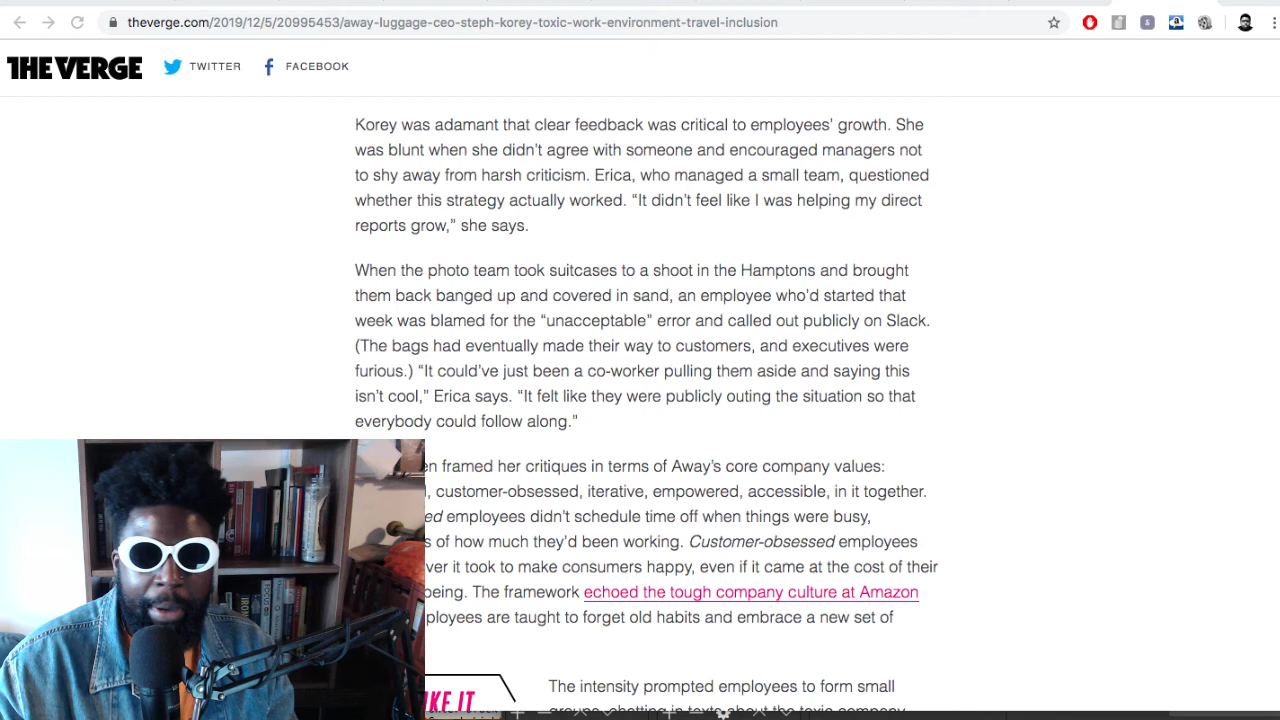 theverge.com/2019/12/5/20995453/away-luggage-ceo-steph-korey-toxic-work-environment-travel-inclusion
THE VERGE TWITTER FACEBOOK
Korey was adamant that clear feedback was critical to employees' growth. She
was blunt when she didn’t agree with someone and encouraged managers not
to shy away from harsh criticism. Erica, who managed a small team, questioned
whether this strategy actually worked. “It didn’t feel like I was helping my direct
reports grow,” she says.
When the photo team took suitcases to a shoot in the Hamptons and brought
them back banged up and covered in sand, an employee who’d started that
week was blamed for the “unacceptable” error and called out publicly on Slack.
(The bags had eventually made their way to customers, and executives were
furious.) “It could’ve just been a co-worker pulling them aside and saying this
isn’t cool,” Erica says. “It felt like they were publicly outing the situation so that
everybody could follow along.”
en framed her critiques in terms of Away’s core company values:
, customer-obsessed, iterative, empowered, accessible, in it together.
ed employees didn’t schedule time off when things were busy,
s of how much they’d been working. Customer-obsessed employees
ver it took to make consumers happy, even if it came at the cost of their
being. The framework echoed the tough company culture at Amazon
ployees are taught to forget old habits and embrace a new set of
IKE IT
The intensity prompted employees to form small
groups, chatting in texts about the toxic company